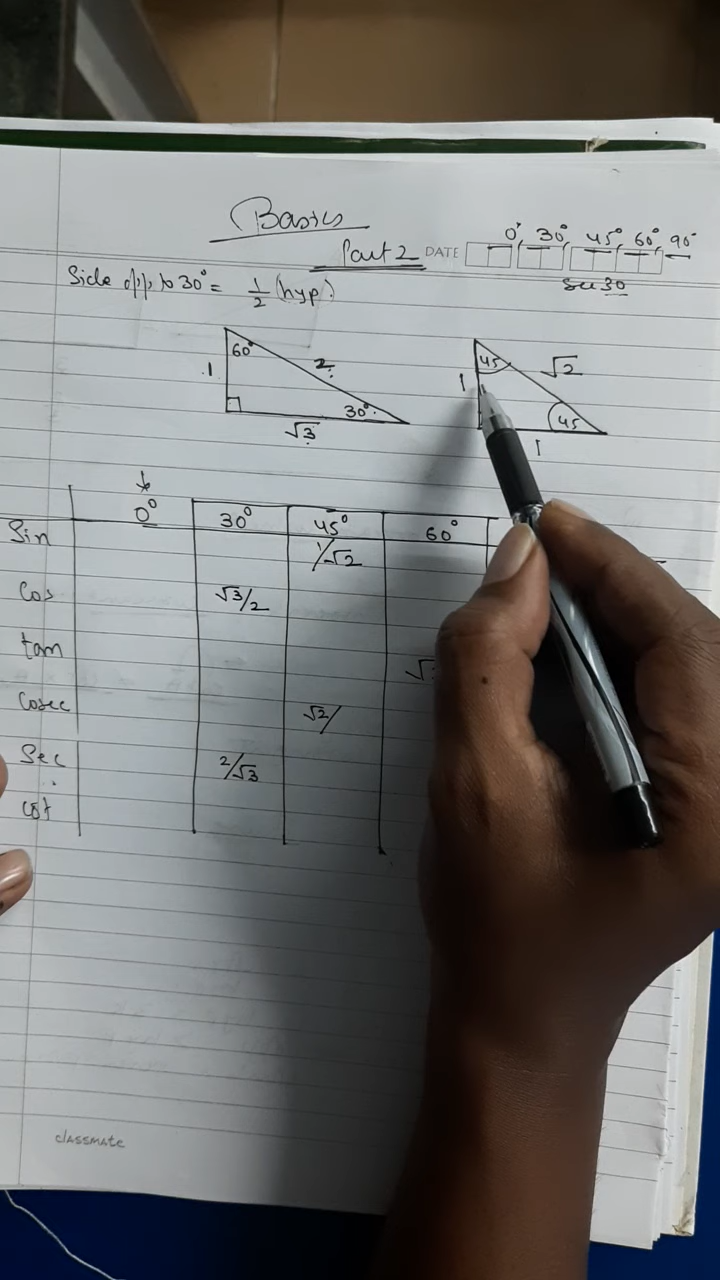 Basics
Part 2 DATE 0°, 30°, 45°, 60°, 90°
Side opp to 30° = 1/2 (hyp)
Sec 30
60° 1 2 30° √3
45 √2 1 45 1
0° 30° 45° 60°
Sin 1/√2
Cos √3/2
tan √
Cosec √2/
Sec 2/√3
cot
classmate